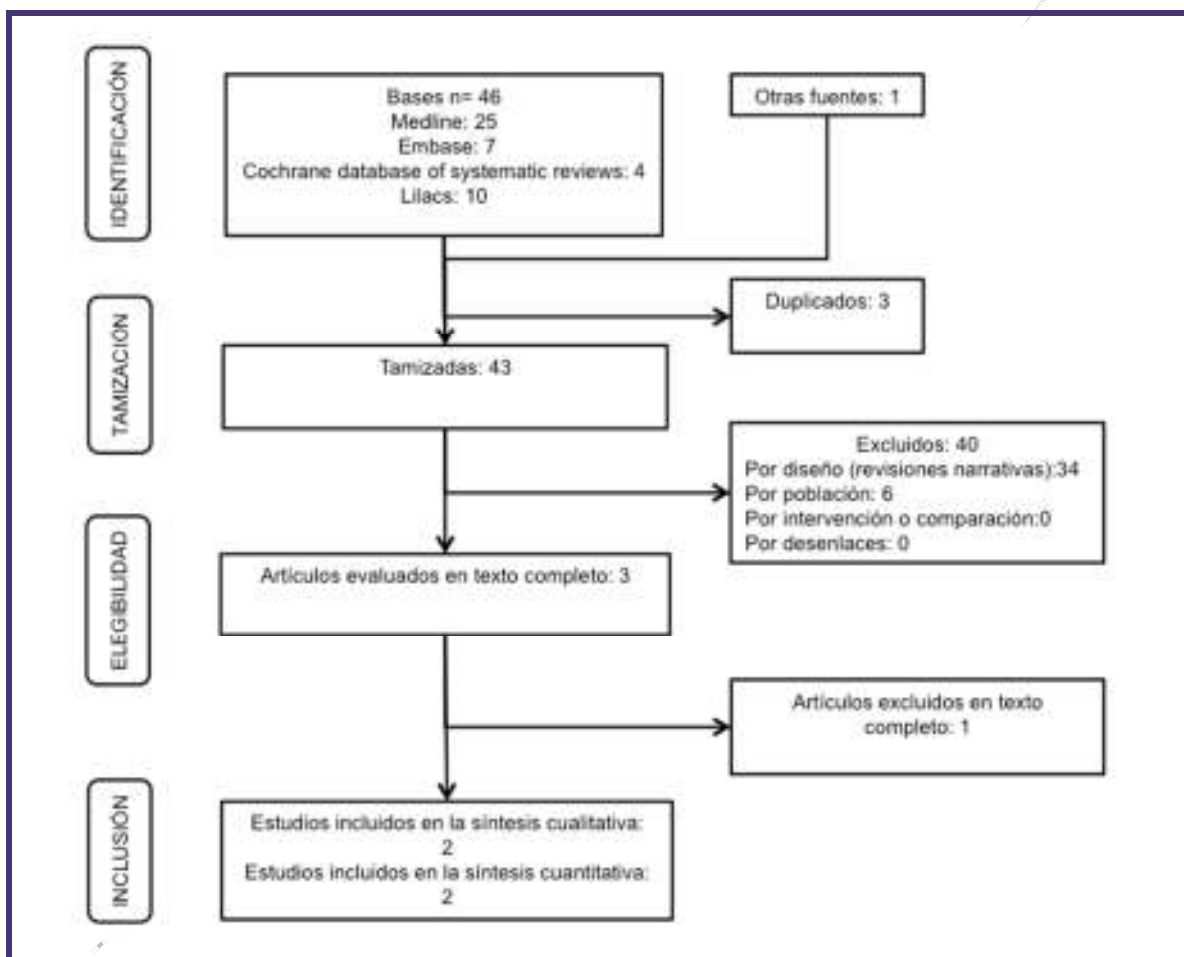 IDENTIFICACIÓN
Bases n= 46
Medline: 25
Embase: 7
Cochrane database of systematic reviews: 4
Lilacs: 10
Otras fuentes: 1
TAMIZACIÓN
Duplicados: 3
Tamizadas: 43
Excluidos: 40
Por diseño (revisiones narrativas):34
Por población: 6
Por intervención o comparación:0
Por desenlaces: 0
ELEGIBILIDAD
Artículos evaluados en texto completo: 3
Artículos excluidos en texto
completo: 1
INCLUSIÓN
Estudios incluidos en la síntesis cualitativa:
2
Estudios incluidos en la síntesis cuantitativa:
2